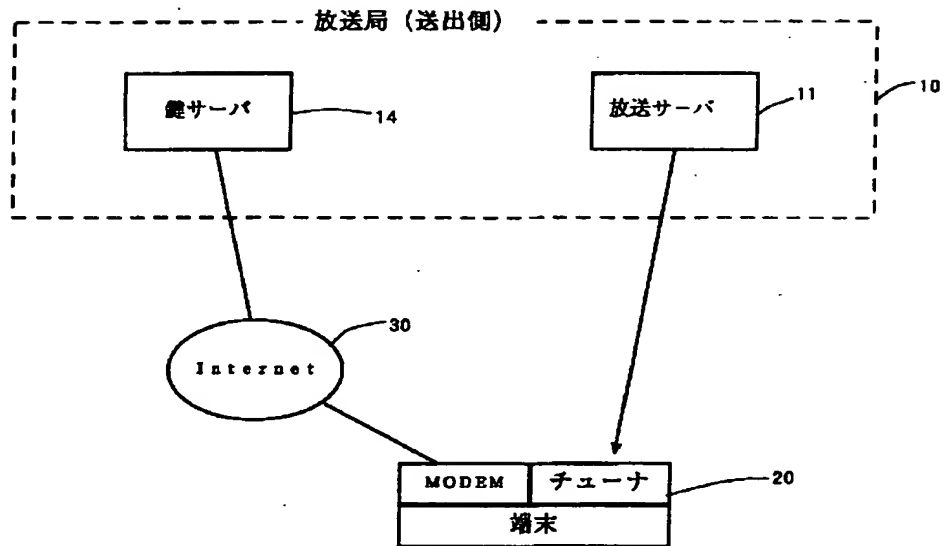 放送局（送出側）
10
鍵サーバ
14
放送サーバ
11
30
Internet
MODEM
チューナ
20
端末